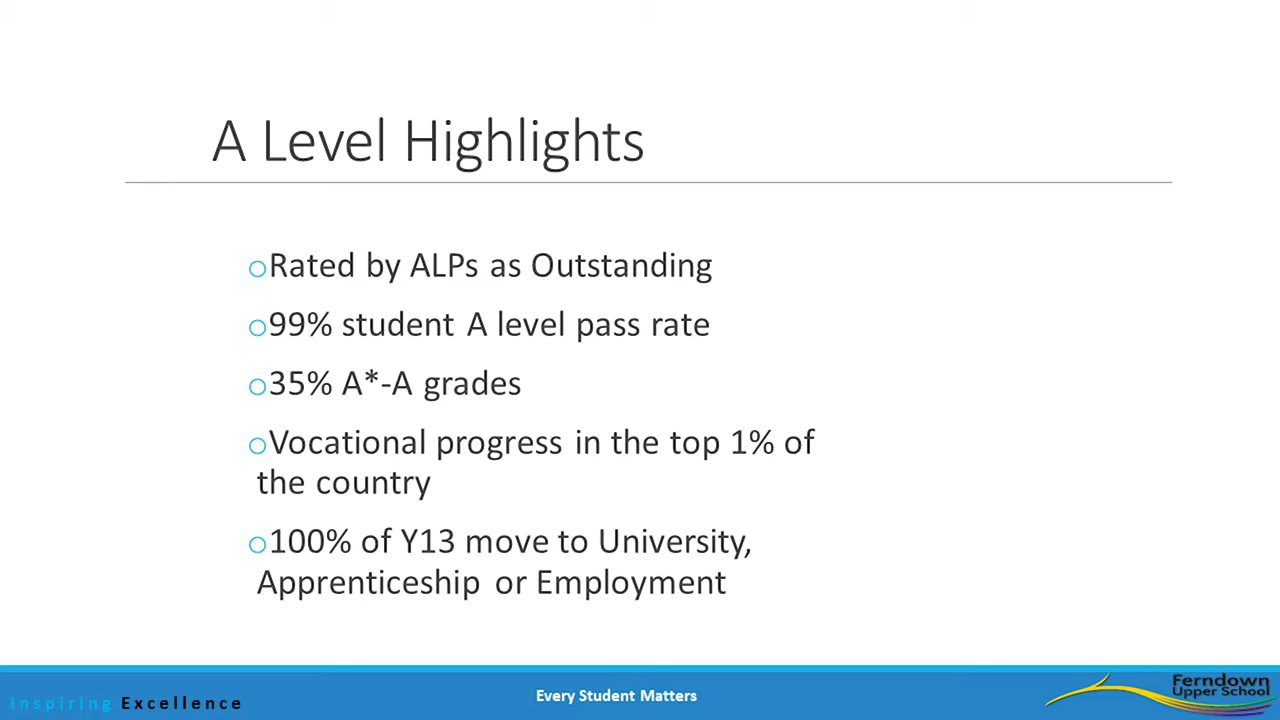 A Level Highlights
Rated by ALPs as Outstanding
99% student A level pass rate
35% A*-A grades
Vocational progress in the top 1% of
the country
100% of Y13 move to University,
Apprenticeship or Employment
Inspiring Excellence
Every Student Matters
Ferndown
Upper School